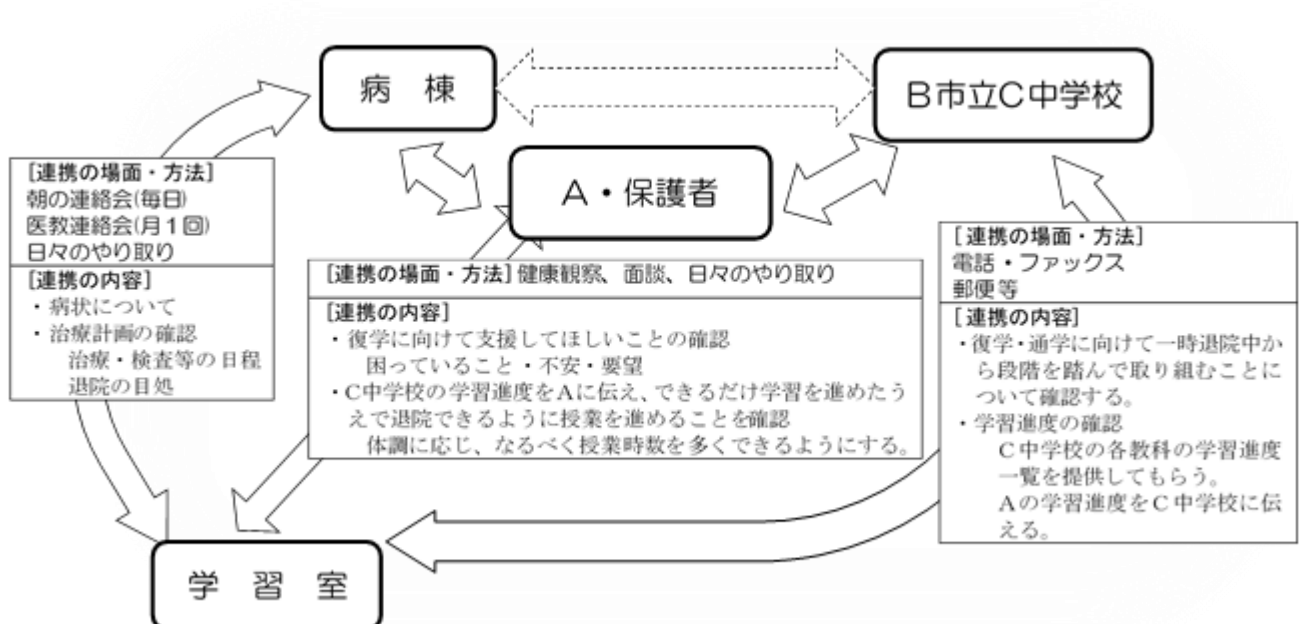 病　棟
B市立C中学校
A・保護者
[連携の場面・方法]
朝の連絡会(毎日)
医教連絡会(月１回)
日々のやり取り
[連携の内容]
・病状について
・治療計画の確認
治療・検査等の日程
退院の目処
[連携の場面・方法]健康観察、面談、日々のやり取り
[連携の内容]
・復学に向けて支援してほしいことの確認
困っていること・不安・要望
・C中学校の学習進度をAに伝え、できるだけ学習を進めたう
えで退院できるように授業を進めることを確認
体調に応じ、なるべく授業時数を多くできるようにする。
[連携の場面・方法]
電話・ファックス
郵便等
[連携の内容]
・復学・通学に向けて一時退院中か
ら段階を踏んで取り組むことに
ついて確認する。
・学習進度の確認
C中学校の各教科の学習進度
一覧を提供してもらう。
Aの学習進度をC中学校に伝
える。
学　習　室